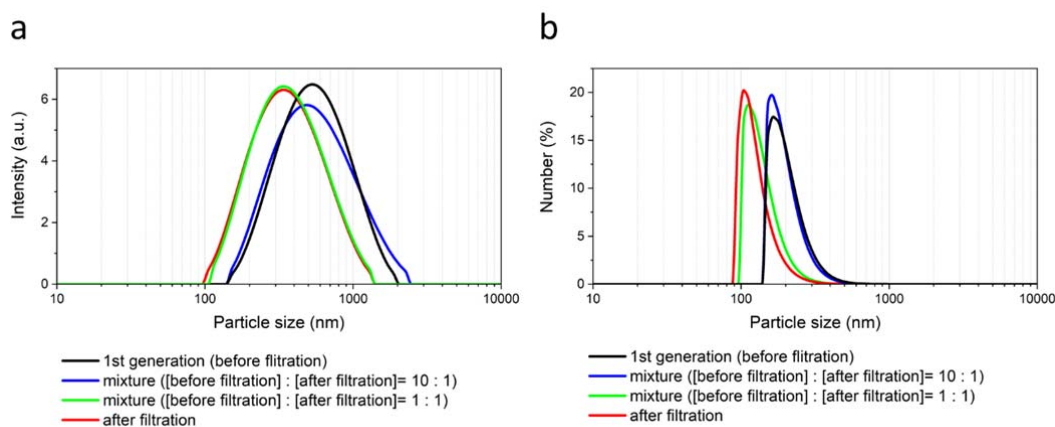 a
Intensity (a.u.)
6
4
2
0
10
100
1000
10000
Particle size (nm)
1st generation (before flitration)
mixture ([before filtration] : [after filtration]= 10 : 1)
mixture ([before filtration] : [after filtration]= 1 : 1)
after filtration
b
Number (%)
20
15
10
5
0
10
100
1000
10000
Particle size (nm)
1st generation (before flitration)
mixture ([before filtration] : [after filtration]= 10 : 1)
mixture ([before filtration] : [after filtration]= 1 : 1)
after filtration